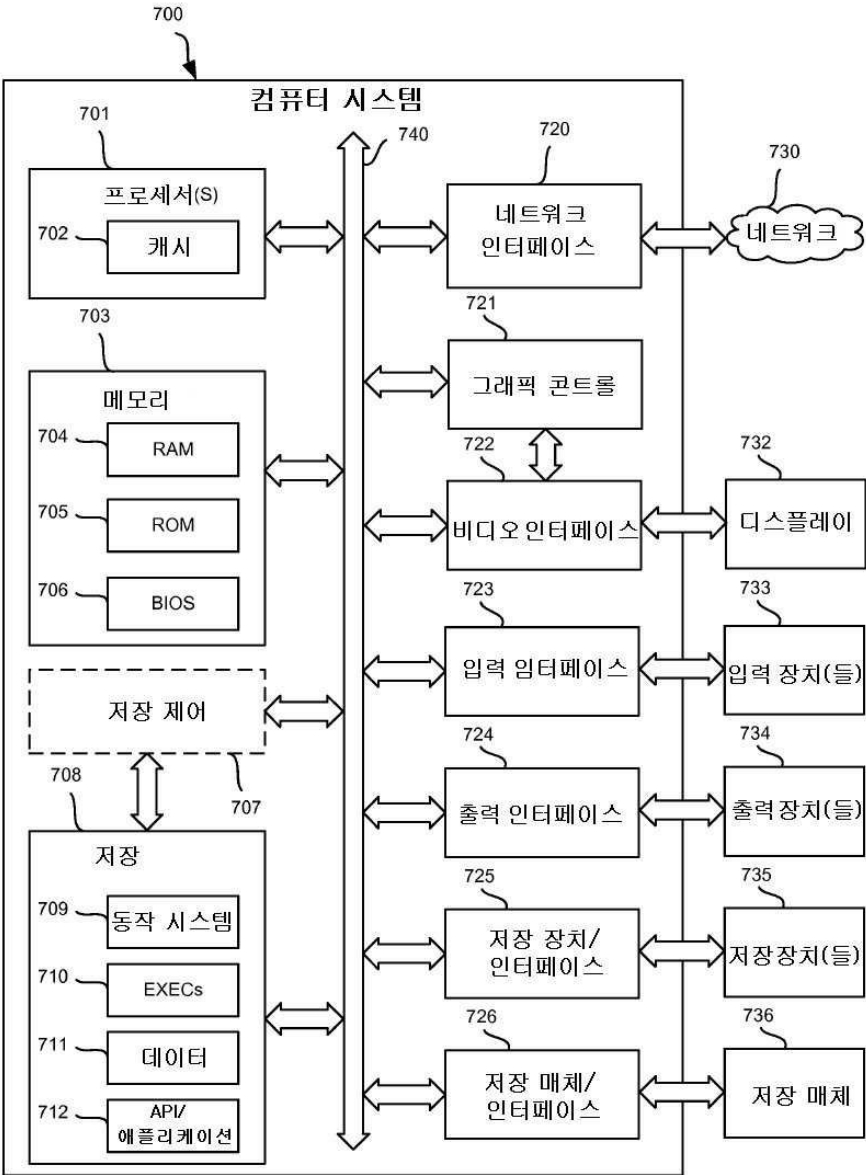 700
컴퓨터 시스템
701
740
720
730
프로세서(S)
702
캐시
네트워크
인터페이스
네트워크
703
721
메모리
그래픽 콘트롤
704
RAM
722
732
705
ROM
비디오 인터페이스
디스플레이
706
BIOS
723
733
입력 임터페이스
입력 장치(들)
저장 제어
724
734
708
707
출력 인터페이스
출력 장치(들)
저장
725
735
709
동작 시스템
저장 장치/
인터페이스
저장장치(들)
710
EXECs
726
736
711
데이터
저장 매체/
인터페이스
저장 매체
712
API/
애플리케이션